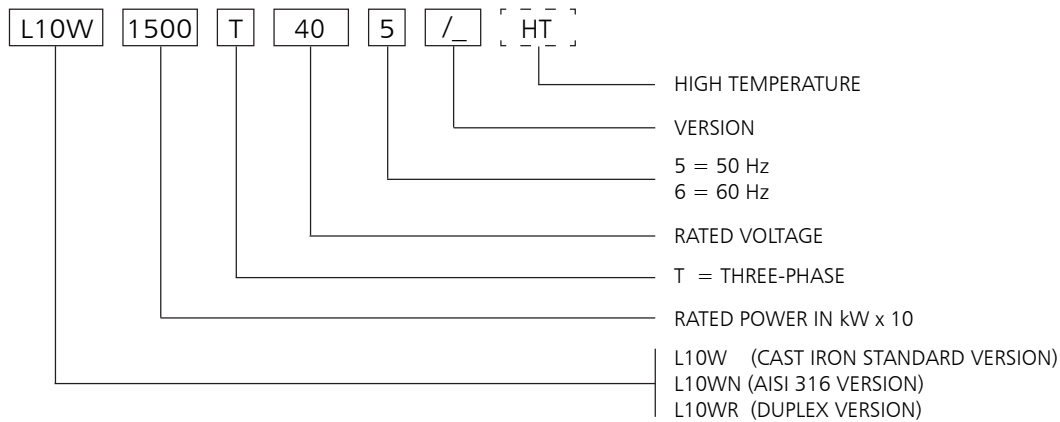 L10W 1500 T 40 5 /_ HT
HIGH TEMPERATURE
VERSION
5 = 50 Hz
6 = 60 Hz
RATED VOLTAGE
T = THREE-PHASE
RATED POWER IN kW x 10
L10W (CAST IRON STANDARD VERSION)
L10WN (AISI 316 VERSION)
L10WR (DUPLEX VERSION)